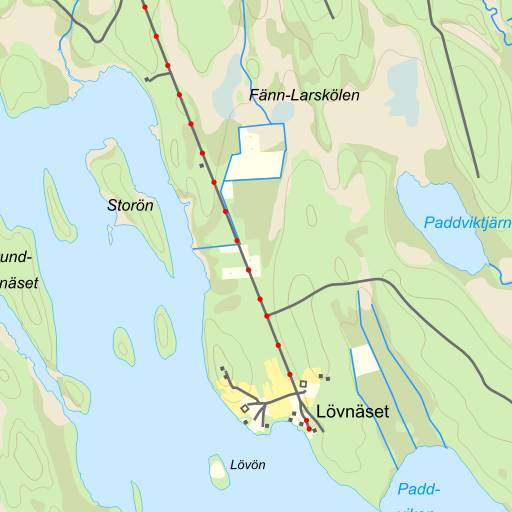 Fänn-Larskölen
Storön
Paddviktjärn
und-
näset
Lövnäset
Lövön
Padd-
viken